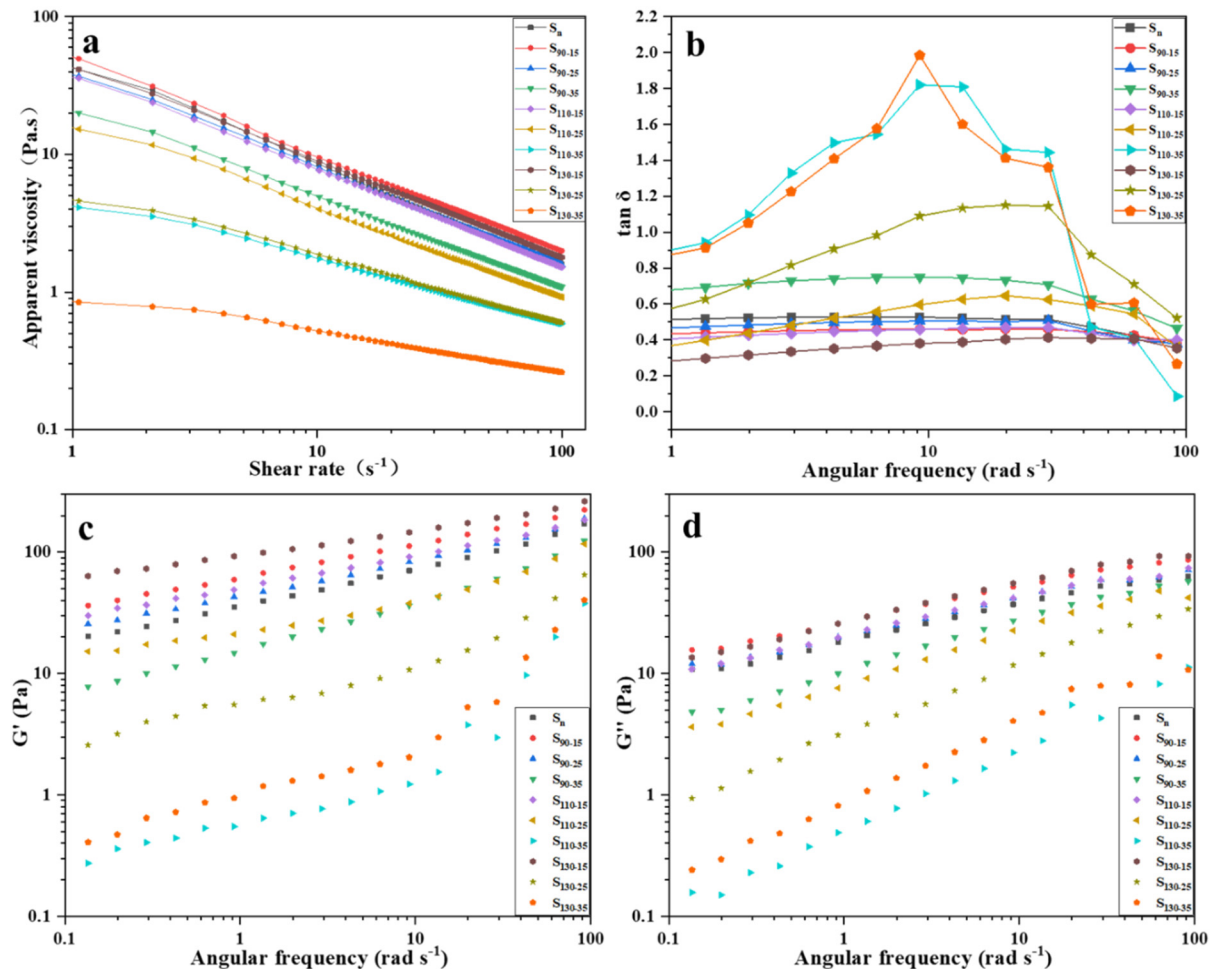 a
Apparent viscosity (Pa.s)
100
10
1
0.1
1
10
100
Shear rate (s-1)
Sn
S90-15
S90-25
S90-35
S110-15
S110-25
S110-35
S130-15
S130-25
S130-35
b
tan δ
2.2
2.0
1.8
1.6
1.4
1.2
1.0
0.8
0.6
0.4
0.2
0.0
1
10
100
Angular frequency (rad s-1)
Sn
S90-15
S90-25
S90-35
S110-15
S110-25
S110-35
S130-15
S130-25
S130-35
c
G' (Pa)
100
10
1
0.1
0.1
1
10
100
Angular frequency (rad s-1)
Sn
S90-15
S90-25
S90-35
S110-15
S110-25
S110-35
S130-15
S130-25
S130-35
d
G'' (Pa)
100
10
1
0.1
0.1
1
10
100
Angular frequency (rad s-1)
Sn
S90-15
S90-25
S90-35
S110-15
S110-25
S110-35
S130-15
S130-25
S130-35